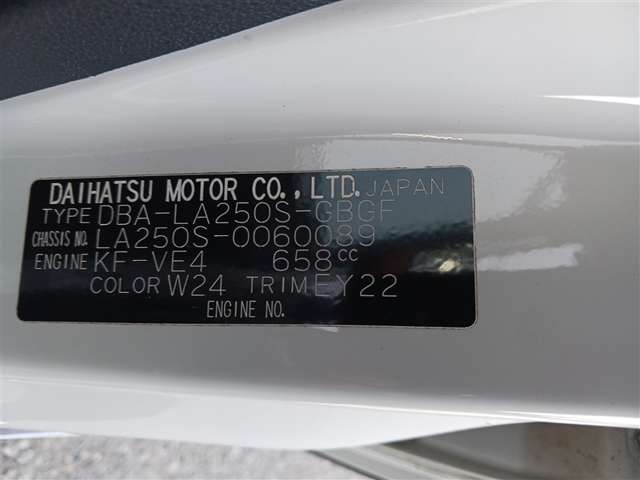 DAIHATSU MOTOR CO., LTD. JAPAN
TYPE DBA-LA250S-GBGF
CHASSIS NO. LA250S-0060089
ENGINE KF-VE4 658cc
COLOR W24 TRIM EY22
ENGINE NO.